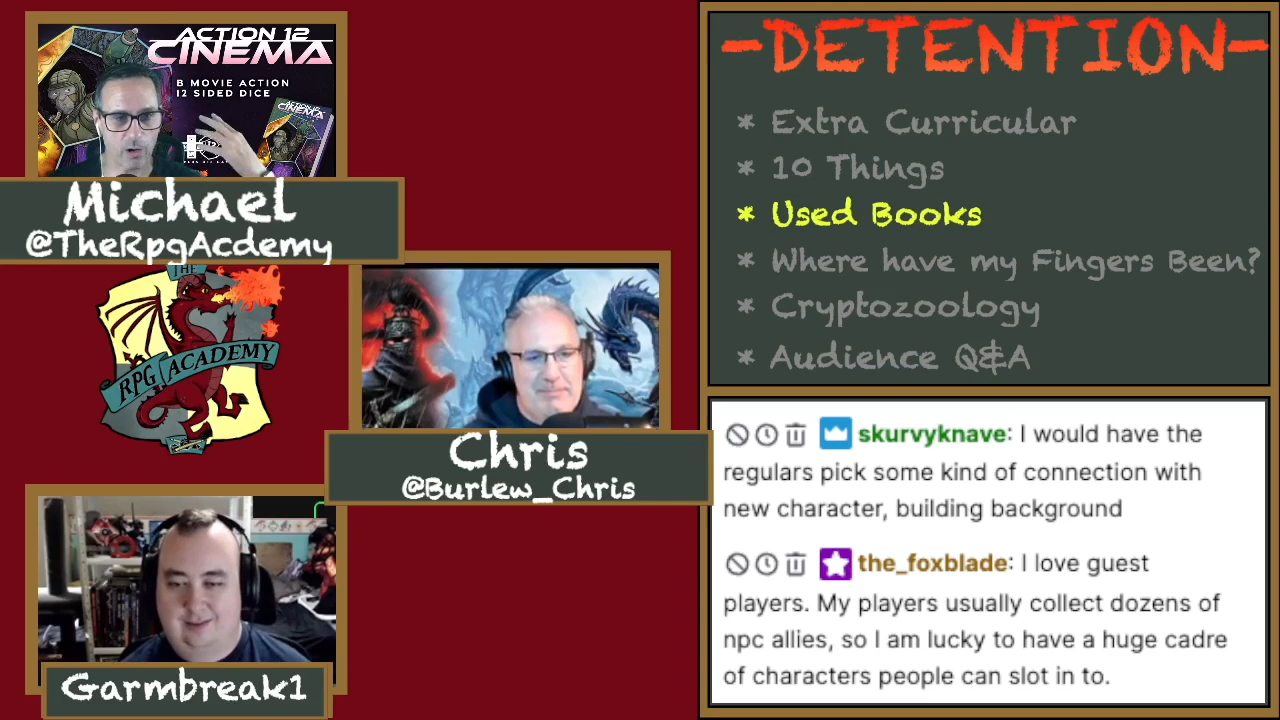 ACTION 12
CINEMA
B MOVIE ACTION
12 SIDED DICE
Michael
@TheRpgAcdemy
THE
RPG ACADEMY
Chris
@Burlew_Chris
Garmbreak1
-DETENTION-
* Extra Curricular
* 10 Things
* Used Books
* Where have my Fingers Been?
* Cryptozoology
* Audience Q&A
skurvyknave: I would have the
regulars pick some kind of connection with
new character, building background
the_foxblade: I love guest
players. My players usually collect dozens of
npc allies, so I am lucky to have a huge cadre
of characters people can slot in to.